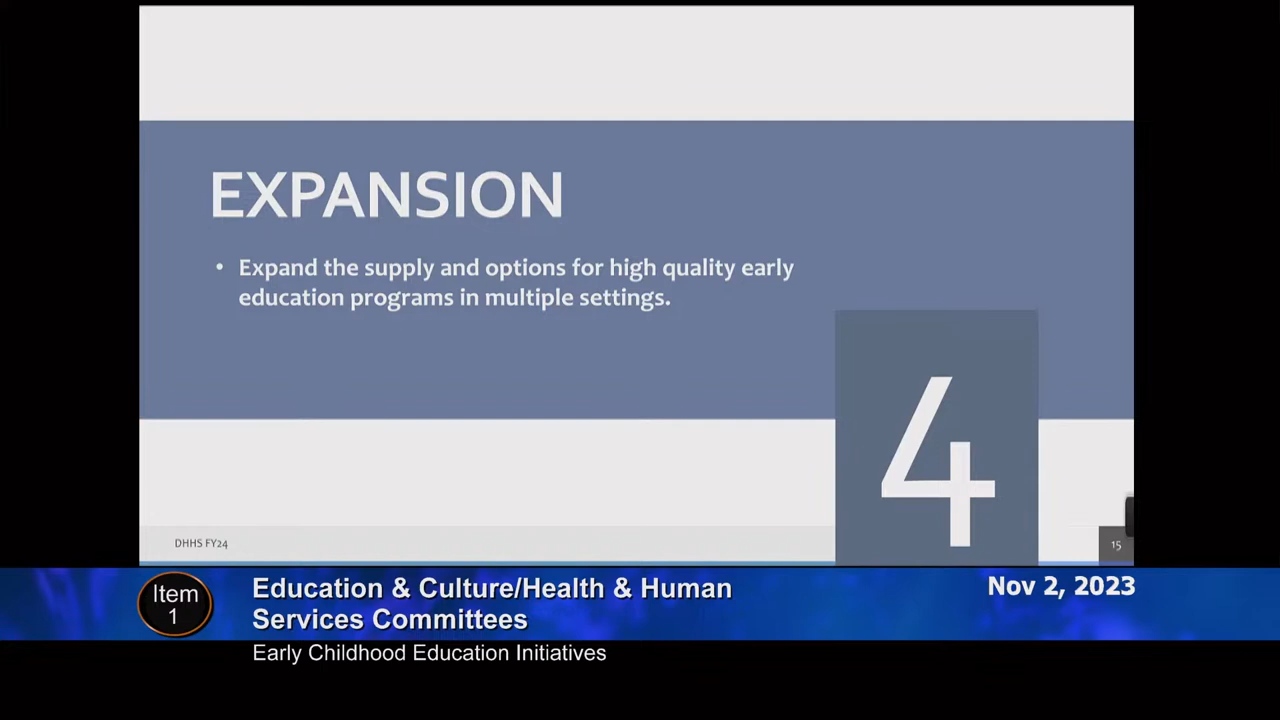 EXPANSION
• Expand the supply and options for high quality early
education programs in multiple settings.
4
DHHS FY24
15
Item
1
Education & Culture/Health & Human
Services Committees
Nov 2, 2023
Early Childhood Education Initiatives